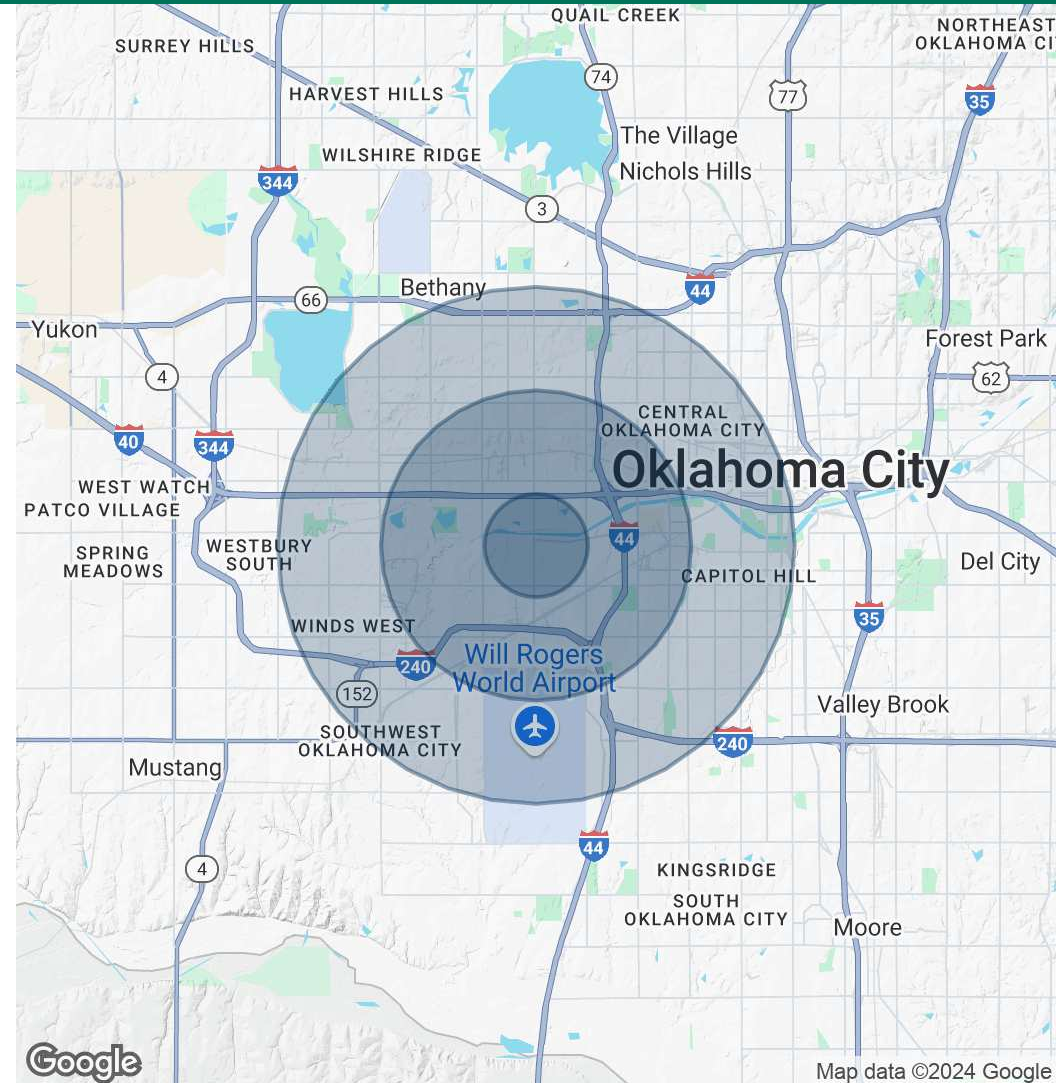 QUAIL CREEK
NORTHEAST
OKLAHOMA CI
SURREY HILLS
74
77
35
HARVEST HILLS
The Village
WILSHIRE RIDGE
Nichols Hills
344
3
Bethany
44
66
Yukon
Forest Park
4
62
CENTRAL
OKLAHOMA CITY
40
344
Oklahoma City
WEST WATCH
PATCO VILLAGE
44
SPRING
MEADOWS
WESTBURY
SOUTH
Del City
CAPITOL HILL
35
WINDS WEST
240
Will Rogers
World Airport
152
Valley Brook
SOUTHWEST
OKLAHOMA CITY
240
Mustang
44
4
KINGSRIDGE
SOUTH
OKLAHOMA CITY
Moore
Google
Map data ©2024 Google